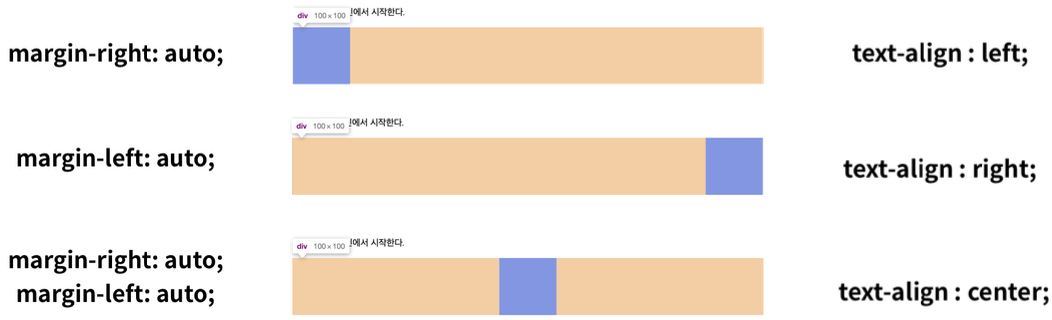 div 100×100 에서 시작한다.
margin-right: auto;
text-align : left;
div 100×100 에서 시작한다.
margin-left: auto;
text-align : right;
div 100×100 에서 시작한다.
margin-right: auto;
margin-left: auto;
text-align : center;